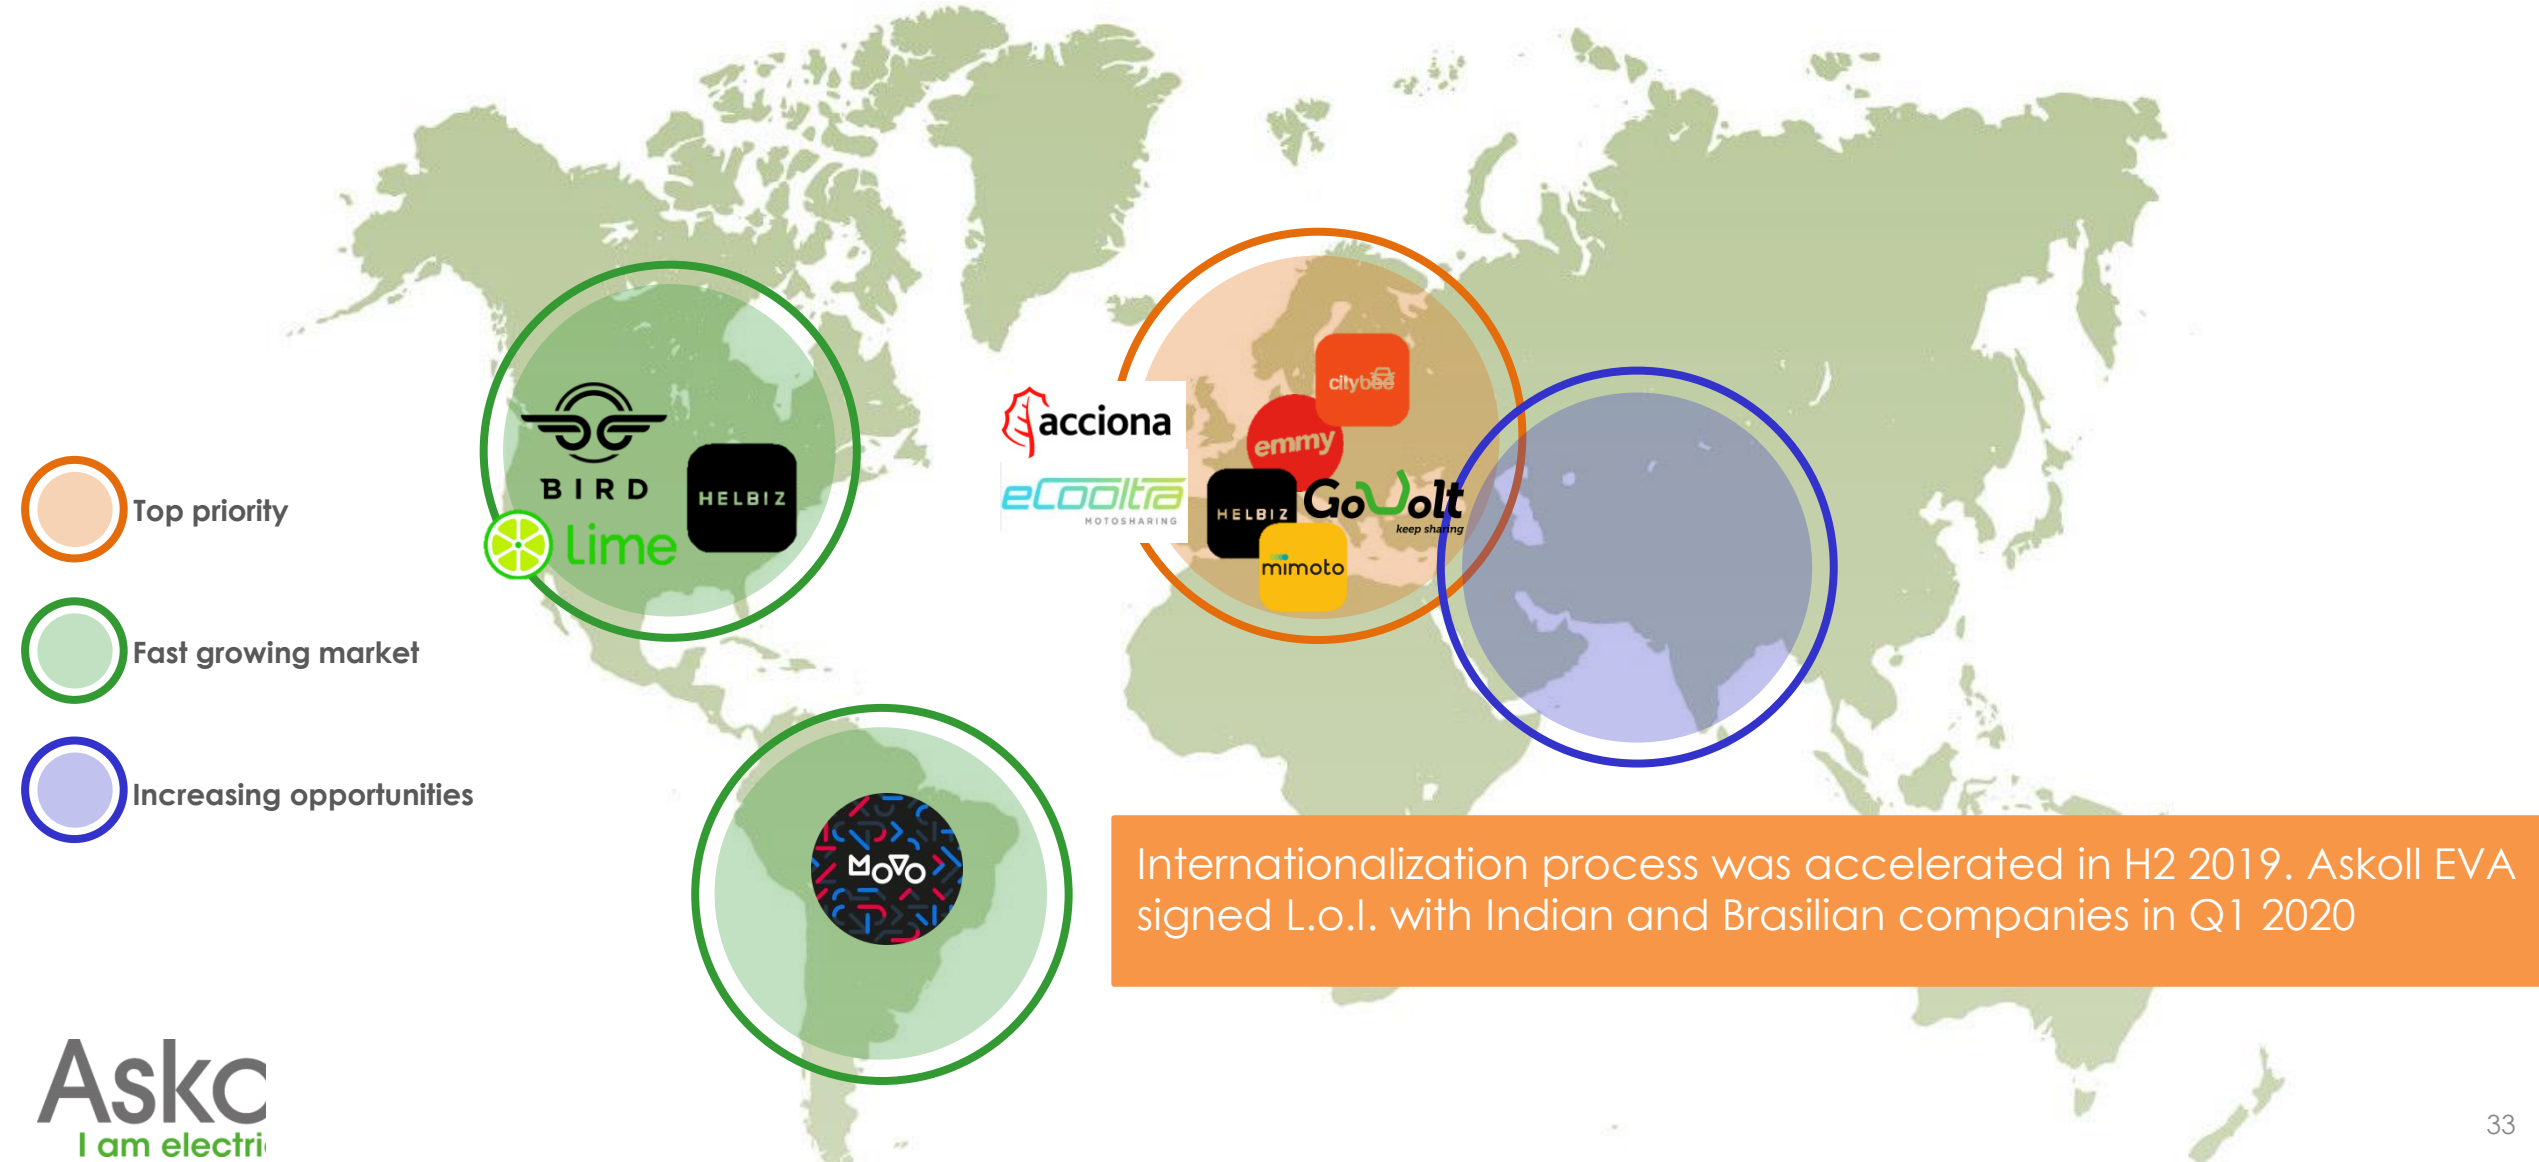 Top priority
Fast growing market
Increasing opportunities
BIRD
HELBIZ
Lime
acciona
eCooltra
MOTOSHARING
citybee
emmy
HELBIZ
GoVolt
keep sharing
mimoto
MOVO
Internationalization process was accelerated in H2 2019. Askoll EVA
signed L.o.I. with Indian and Brasilian companies in Q1 2020
Asko
I am electri
33